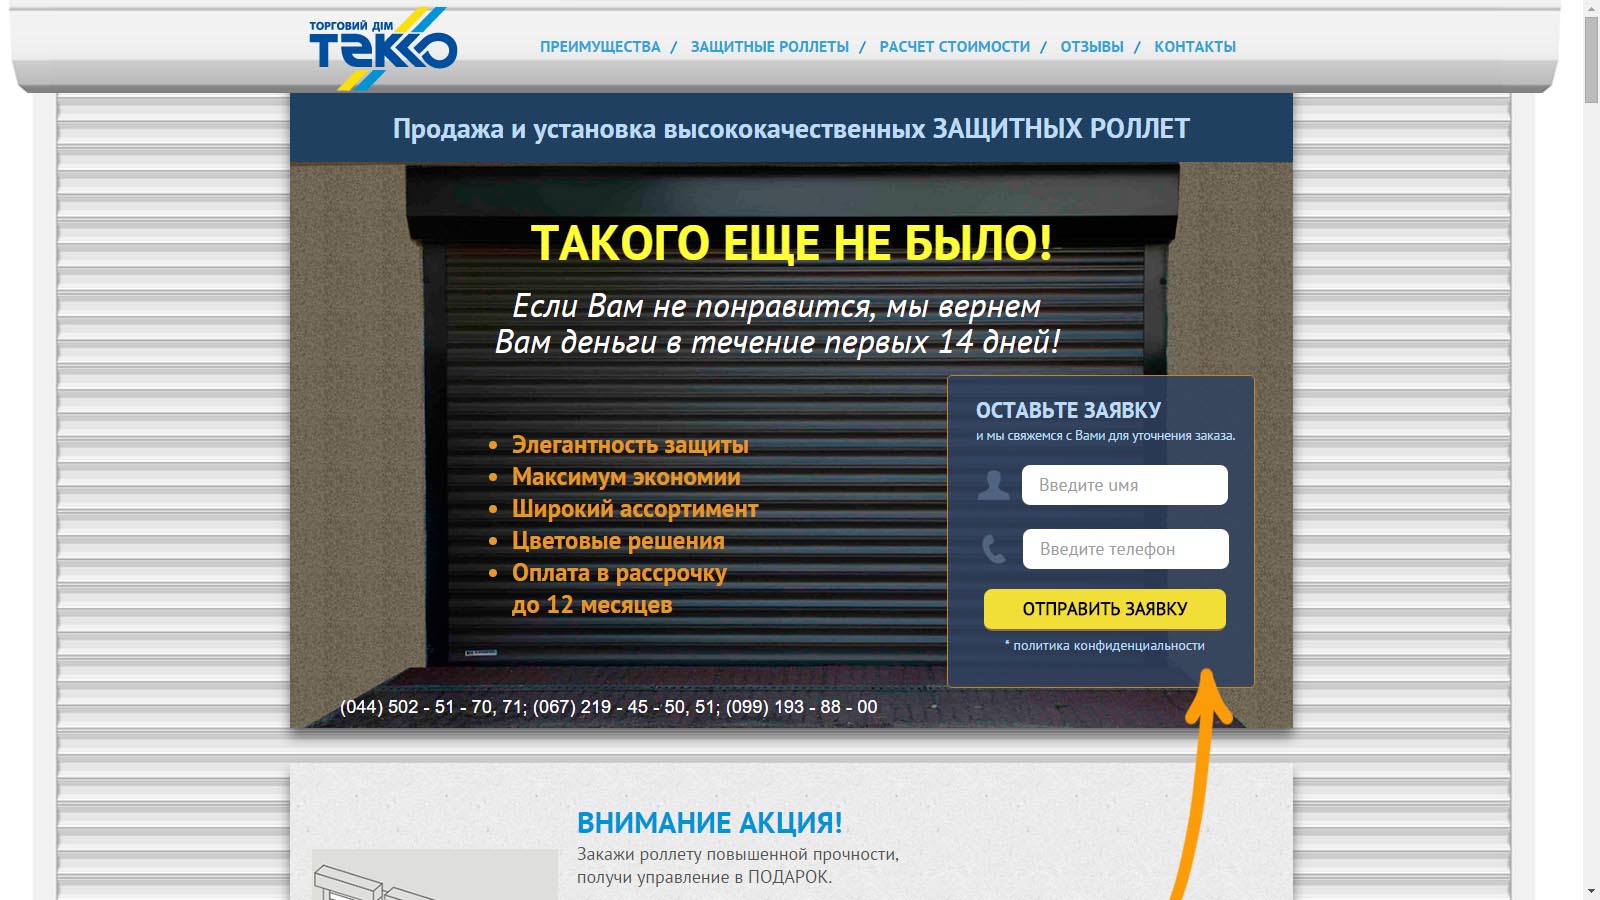 ТОРГОВИЙ ДІМ
ТЕККО
ПРЕИМУЩЕСТВА / ЗАЩИТНЫЕ РОЛЛЕТЫ / РАСЧЕТ СТОИМОСТИ / ОТЗЫВЫ / КОНТАКТЫ
Продажа и установка высококачественных ЗАЩИТНЫХ РОЛЛЕТ
ТАКОГО ЕЩЕ НЕ БЫЛО!
Если Вам не понравится, мы вернем
Вам деньги в течение первых 14 дней!
• Элегантность защиты
• Максимум экономии
• Широкий ассортимент
• Цветовые решения
• Оплата в рассрочку
до 12 месяцев
ОСТАВЬТЕ ЗАЯВКУ
и мы свяжемся с Вами для уточнения заказа.
Введите имя
Введите телефон
ОТПРАВИТЬ ЗАЯВКУ
* политика конфиденциальности
(044) 502 - 51 - 70, 71; (067) 219 - 45 - 50, 51; (099) 193 - 88 - 00
ВНИМАНИЕ АКЦИЯ!
Закажи роллету повышенной прочности,
получи управление в ПОДАРОК.